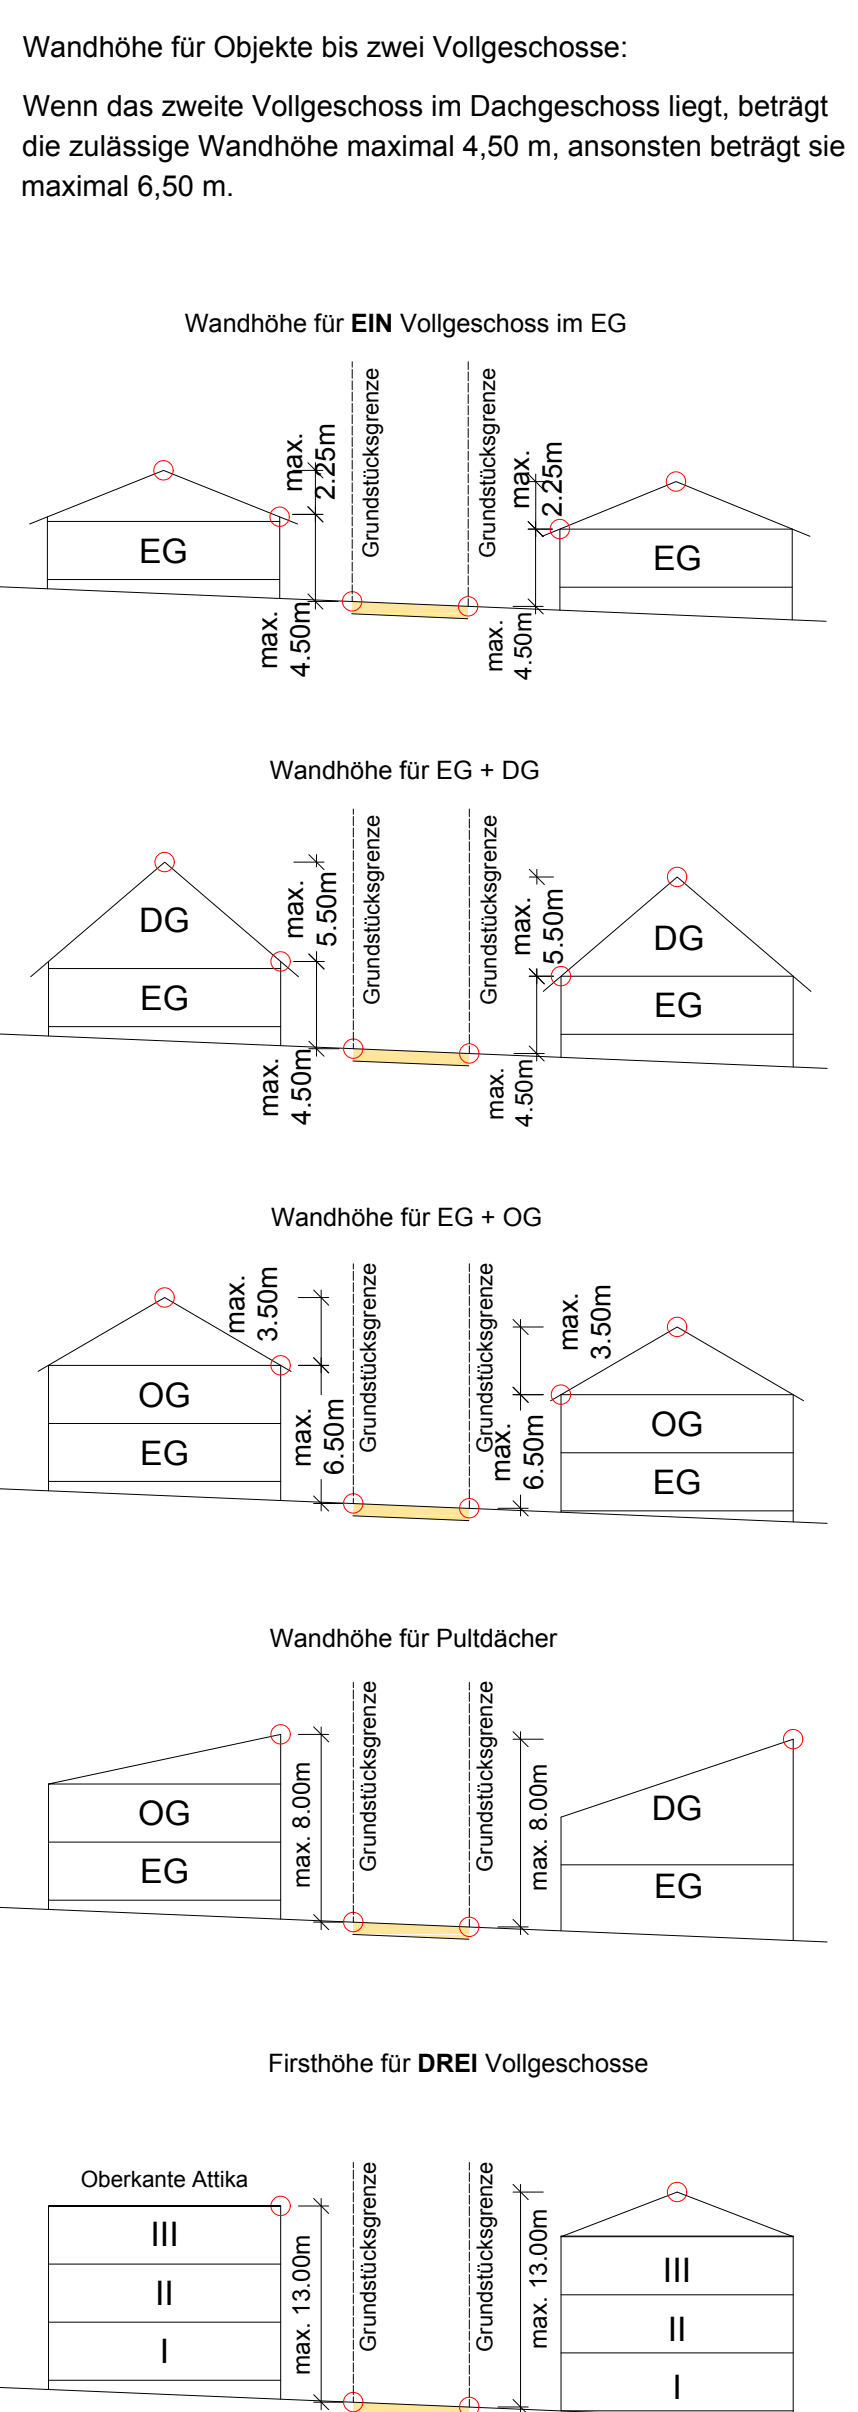 Wandhöhe für Objekte bis zwei Vollgeschosse:
Wenn das zweite Vollgeschoss im Dachgeschoss liegt, beträgt
die zulässige Wandhöhe maximal 4,50 m, ansonsten beträgt sie
maximal 6,50 m.
Wandhöhe für EIN Vollgeschoss im EG
EG
max.
2.25m
max.
4.50m
Grundstücksgrenze
Grundstücksgrenze
max.
2.25m
max.
4.50m
EG
Wandhöhe für EG + DG
DG
EG
max.
5.50m
max.
4.50m
Grundstücksgrenze
Grundstücksgrenze
max.
5.50m
max.
4.50m
DG
EG
Wandhöhe für EG + OG
OG
EG
max.
3.50m
max.
6.50m
Grundstücksgrenze
Grundstücksgrenze
max.
6.50m
max.
3.50m
OG
EG
Wandhöhe für Pultdächer
OG
EG
max. 8.00m
Grundstücksgrenze
Grundstücksgrenze
max. 8.00m
DG
EG
Firsthöhe für DREI Vollgeschosse
Oberkante Attika
III
II
I
max. 13.00m
Grundstücksgrenze
Grundstücksgrenze
max. 13.00m
III
II
I